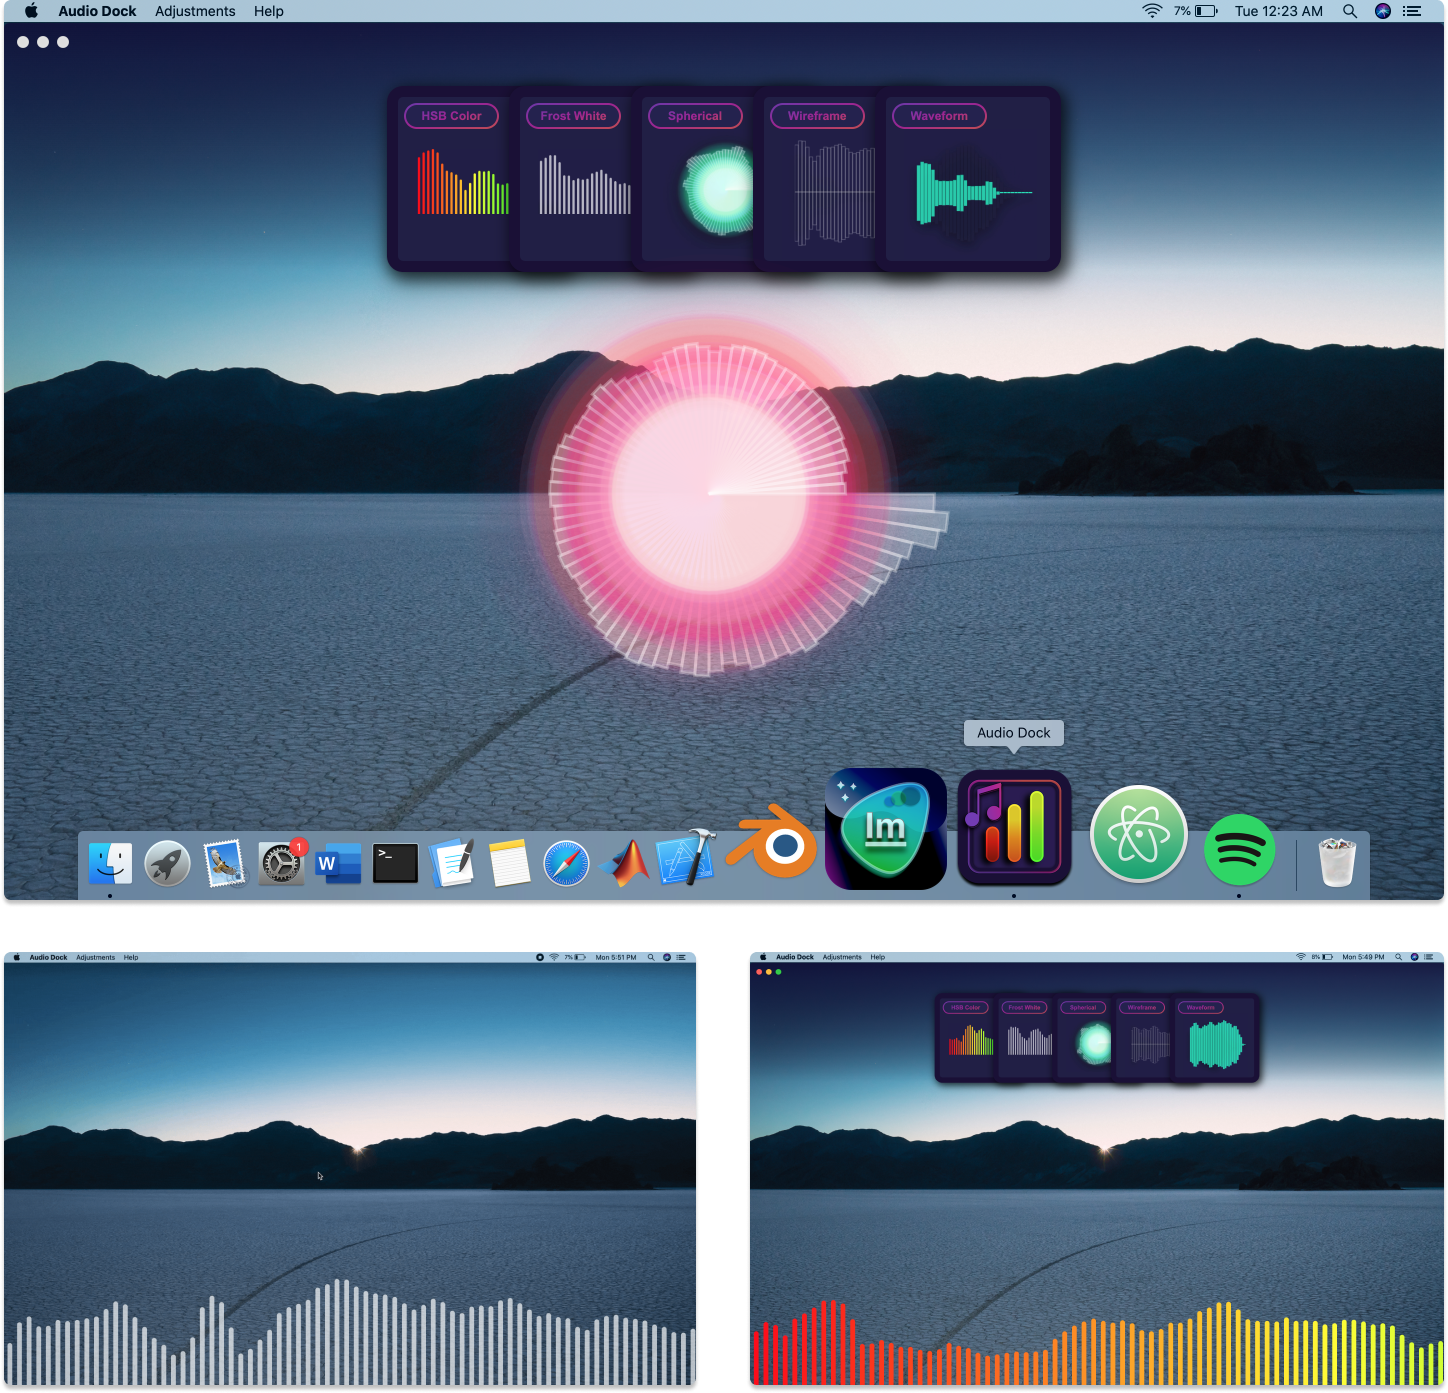 Audio Dock Adjustments Help 7% Tue 12:23 AM
HSB Color Frost White Spherical Wireframe Waveform
Audio Dock
1
W
>_
Im
Audio Dock Adjustments Help 7% Mon 5:51 PM
Audio Dock Adjustments Help 8% Mon 5:49 PM
HSB Color Frost White Spherical Wireframe Waveform